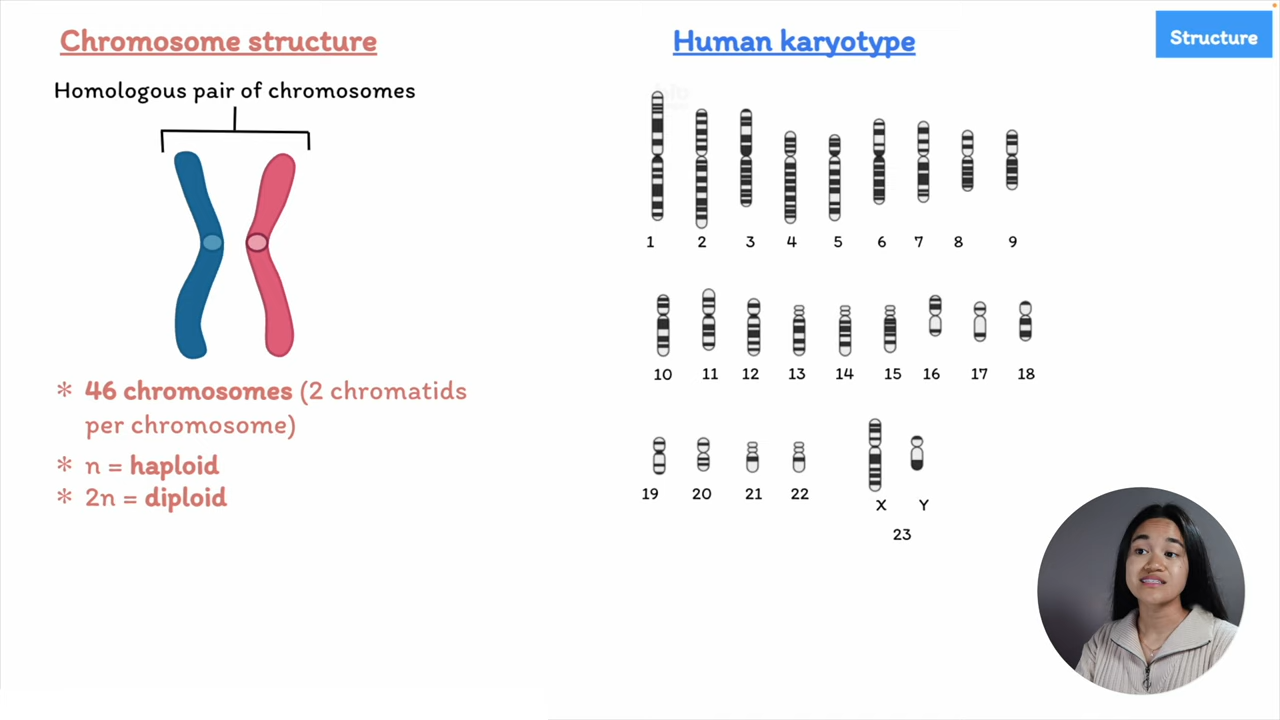 Chromosome structure
Human karyotype
Structure
Homologous pair of chromosomes
* 46 chromosomes (2 chromatids
per chromosome)
* n = haploid
* 2n = diploid
1 2 3 4 5 6 7 8 9
10 11 12 13 14 15 16 17 18
19 20 21 22 X Y
23